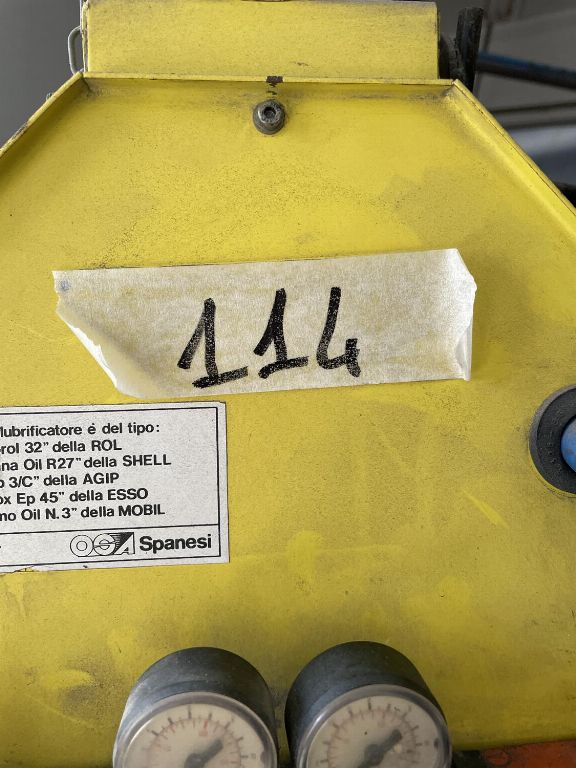 114
lubrificatore é del tipo:
rol 32" della ROL
na Oil R27" della SHELL
3/C" della AGIP
ox Ep 45" della ESSO
mo Oil N.3" della MOBIL
OSA Spanesi